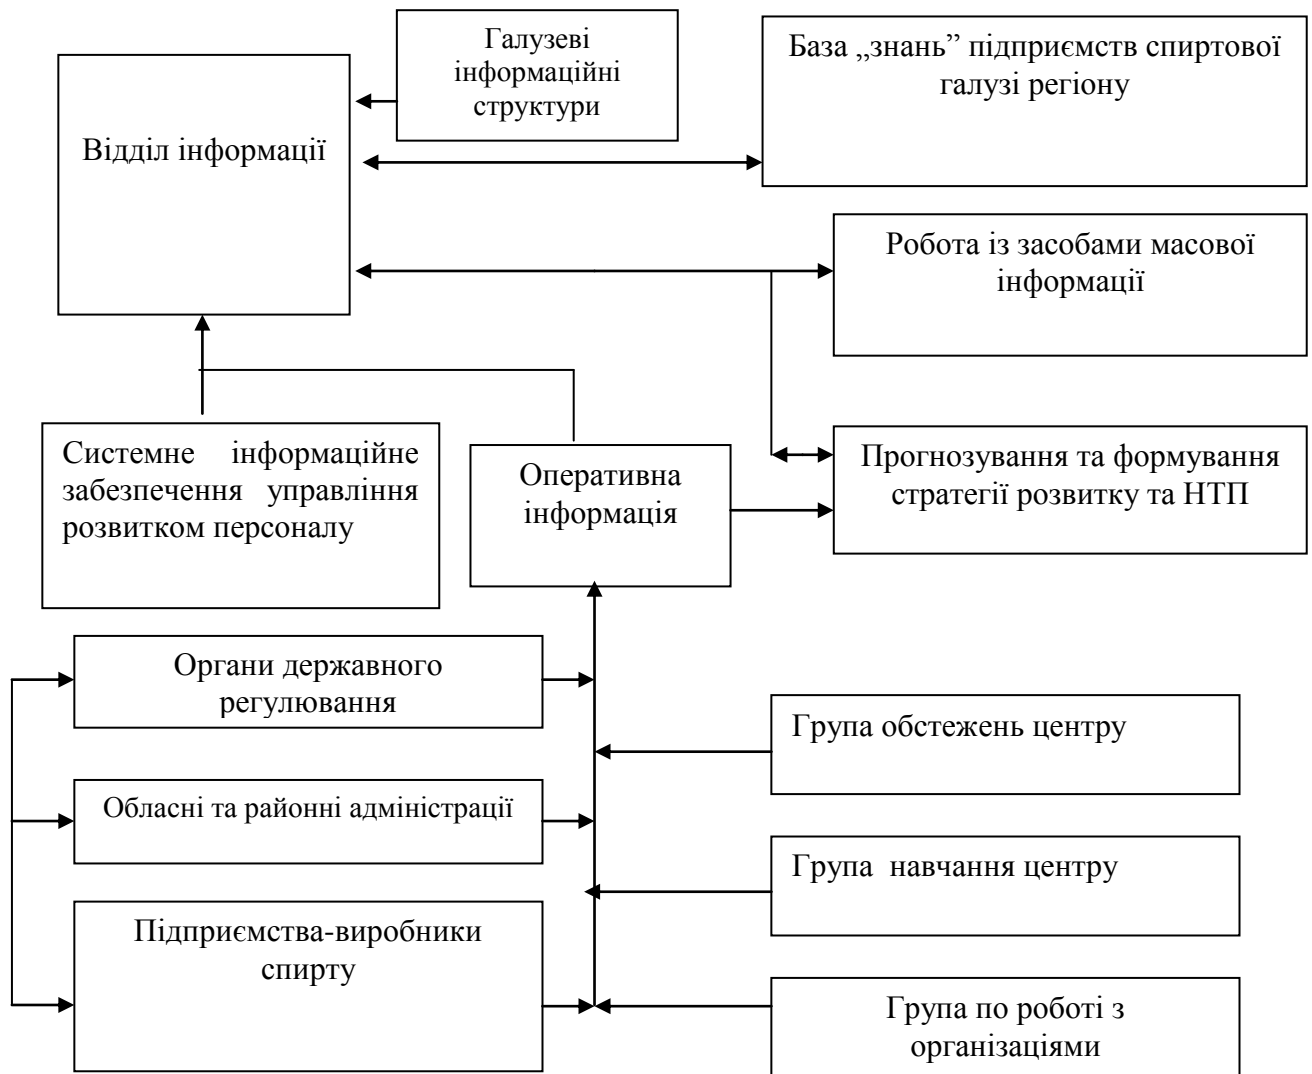 Галузеві
інформаційні
структури
База „знань” підприємств спиртової
галузі регіону
Відділ інформації
Робота із засобами масової
інформації
Системне інформаційне
забезпечення управління
розвитком персоналу
Оперативна
інформація
Прогнозування та формування
стратегії розвитку та НТП
Органи державного
регулювання
Група обстежень центру
Обласні та районні адміністрації
Група навчання центру
Підприємства-виробники
спирту
Група по роботі з
організаціями